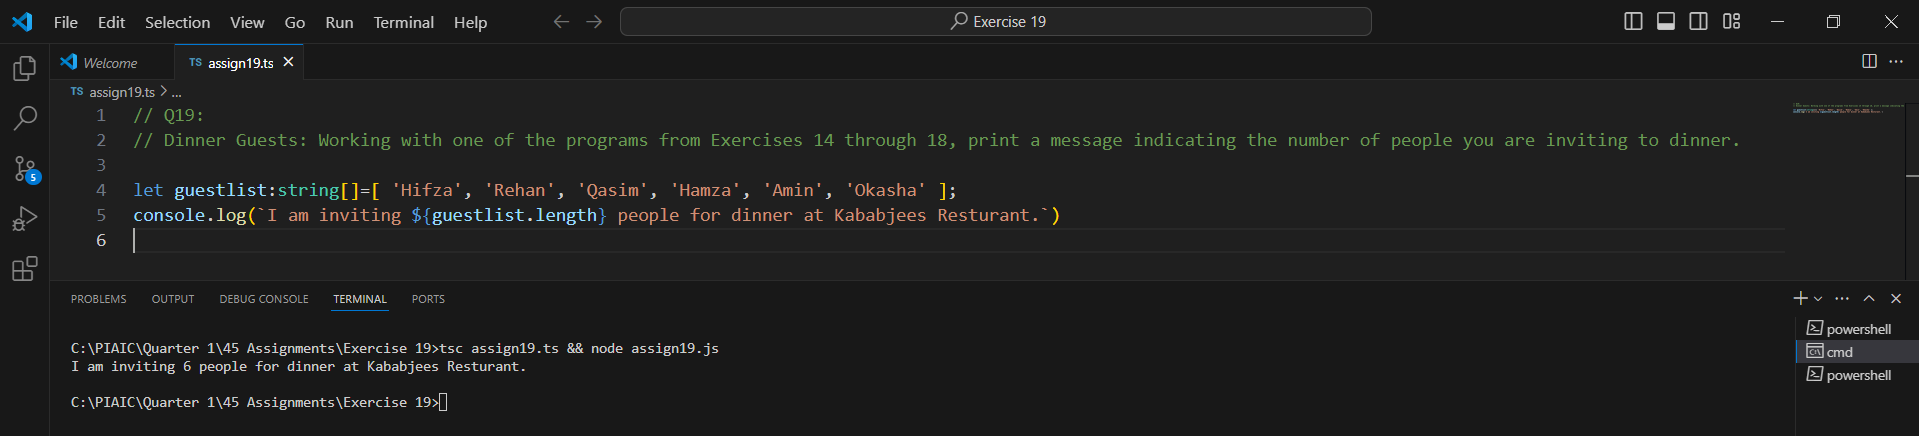 File Edit Selection View Go Run Terminal Help Exercise 19
Welcome TS assign19.ts
TS assign19.ts > ...
1 // Q19:
2 // Dinner Guests: Working with one of the programs from Exercises 14 through 18, print a message indicating the number of people you are inviting to dinner.
3
4 let guestlist:string[]=[ 'Hifza', 'Rehan', 'Qasim', 'Hamza', 'Amin', 'Okasha' ];
5 console.log(`I am inviting ${guestlist.length} people for dinner at Kababjees Resturant.`)
6
5
PROBLEMS OUTPUT DEBUG CONSOLE TERMINAL PORTS
C:\PIAIC\Quarter 1\45 Assignments\Exercise 19>tsc assign19.ts && node assign19.js
I am inviting 6 people for dinner at Kababjees Resturant.
C:\PIAIC\Quarter 1\45 Assignments\Exercise 19>
powershell
cmd
powershell